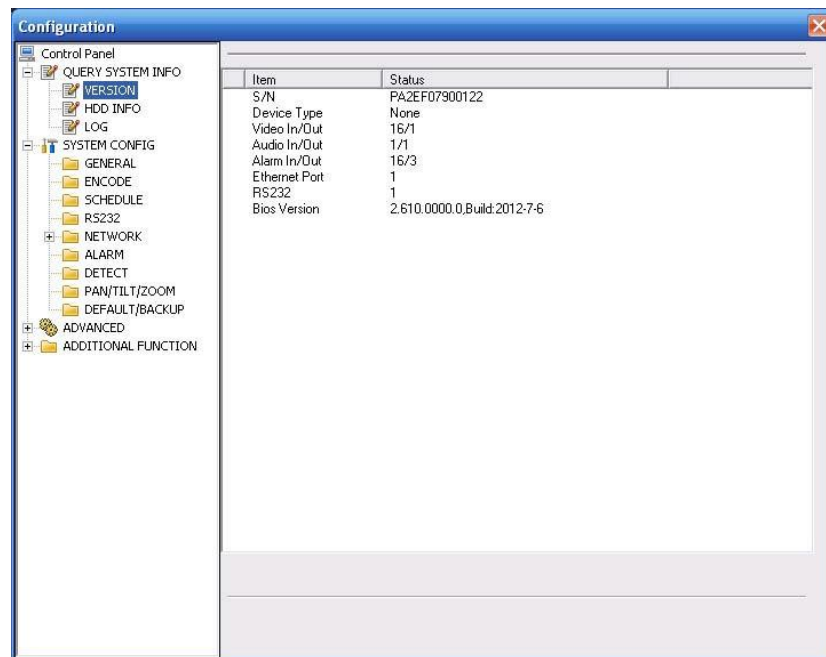 Configuration
Control Panel
QUERY SYSTEM INFO
VERSION
HDD INFO
LOG
SYSTEM CONFIG
GENERAL
ENCODE
SCHEDULE
RS232
NETWORK
ALARM
DETECT
PAN/TILT/ZOOM
DEFAULT/BACKUP
ADVANCED
ADDITIONAL FUNCTION
Item Status
S/N PA2EF07900122
Device Type None
Video In/Out 16/1
Audio In/Out 1/1
Alarm In/Out 16/3
Ethernet Port 1
RS232 1
Bios Version 2.610.0000.0,Build:2012-7-6